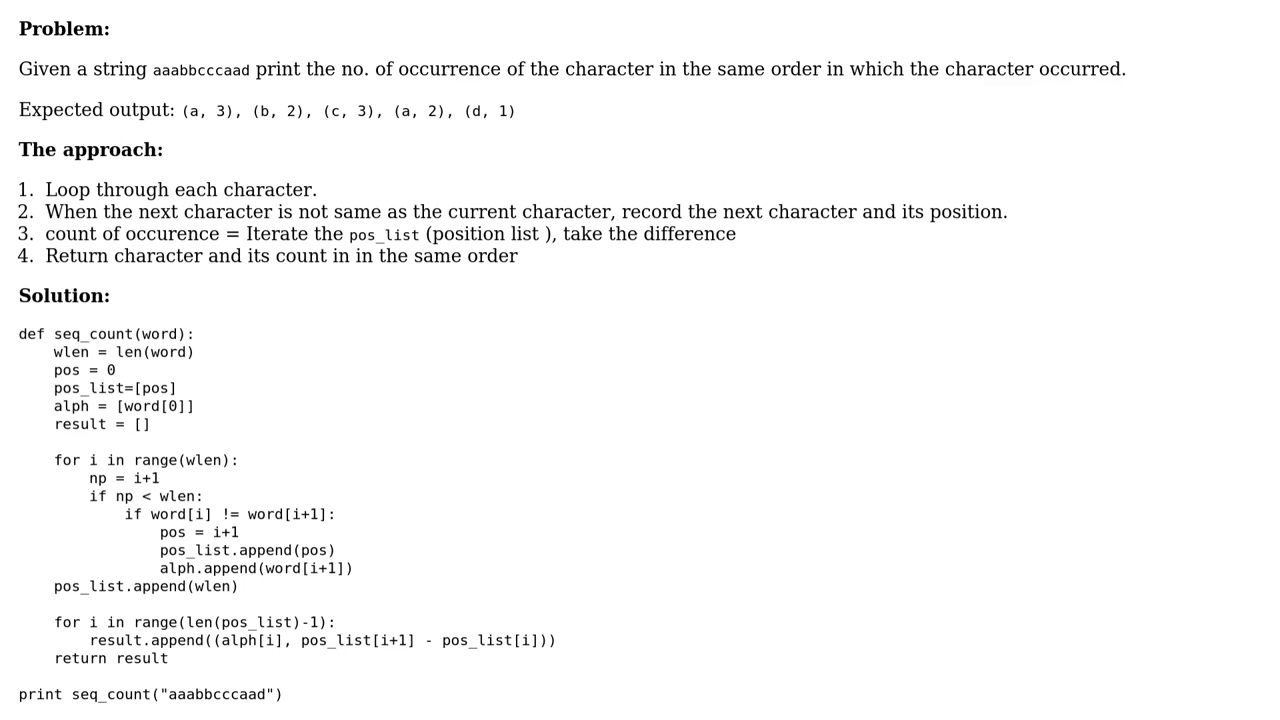 Problem:
Given a string aaabbcccaad print the no. of occurrence of the character in the same order in which the character occurred.
Expected output: (a, 3), (b, 2), (c, 3), (a, 2), (d, 1)
The approach:
1. Loop through each character.
2. When the next character is not same as the current character, record the next character and its position.
3. count of occurence = Iterate the pos_list (position list ), take the difference
4. Return character and its count in in the same order
Solution:
def seq_count(word):
    wlen = len(word)
    pos = 0
    pos_list=[pos]
    alph = [word[0]]
    result = []

    for i in range(wlen):
        np = i+1
        if np < wlen:
            if word[i] != word[i+1]:
                pos = i+1
                pos_list.append(pos)
                alph.append(word[i+1])
    pos_list.append(wlen)

    for i in range(len(pos_list)-1):
        result.append((alph[i], pos_list[i+1] - pos_list[i]))
    return result

print seq_count("aaabbcccaad")